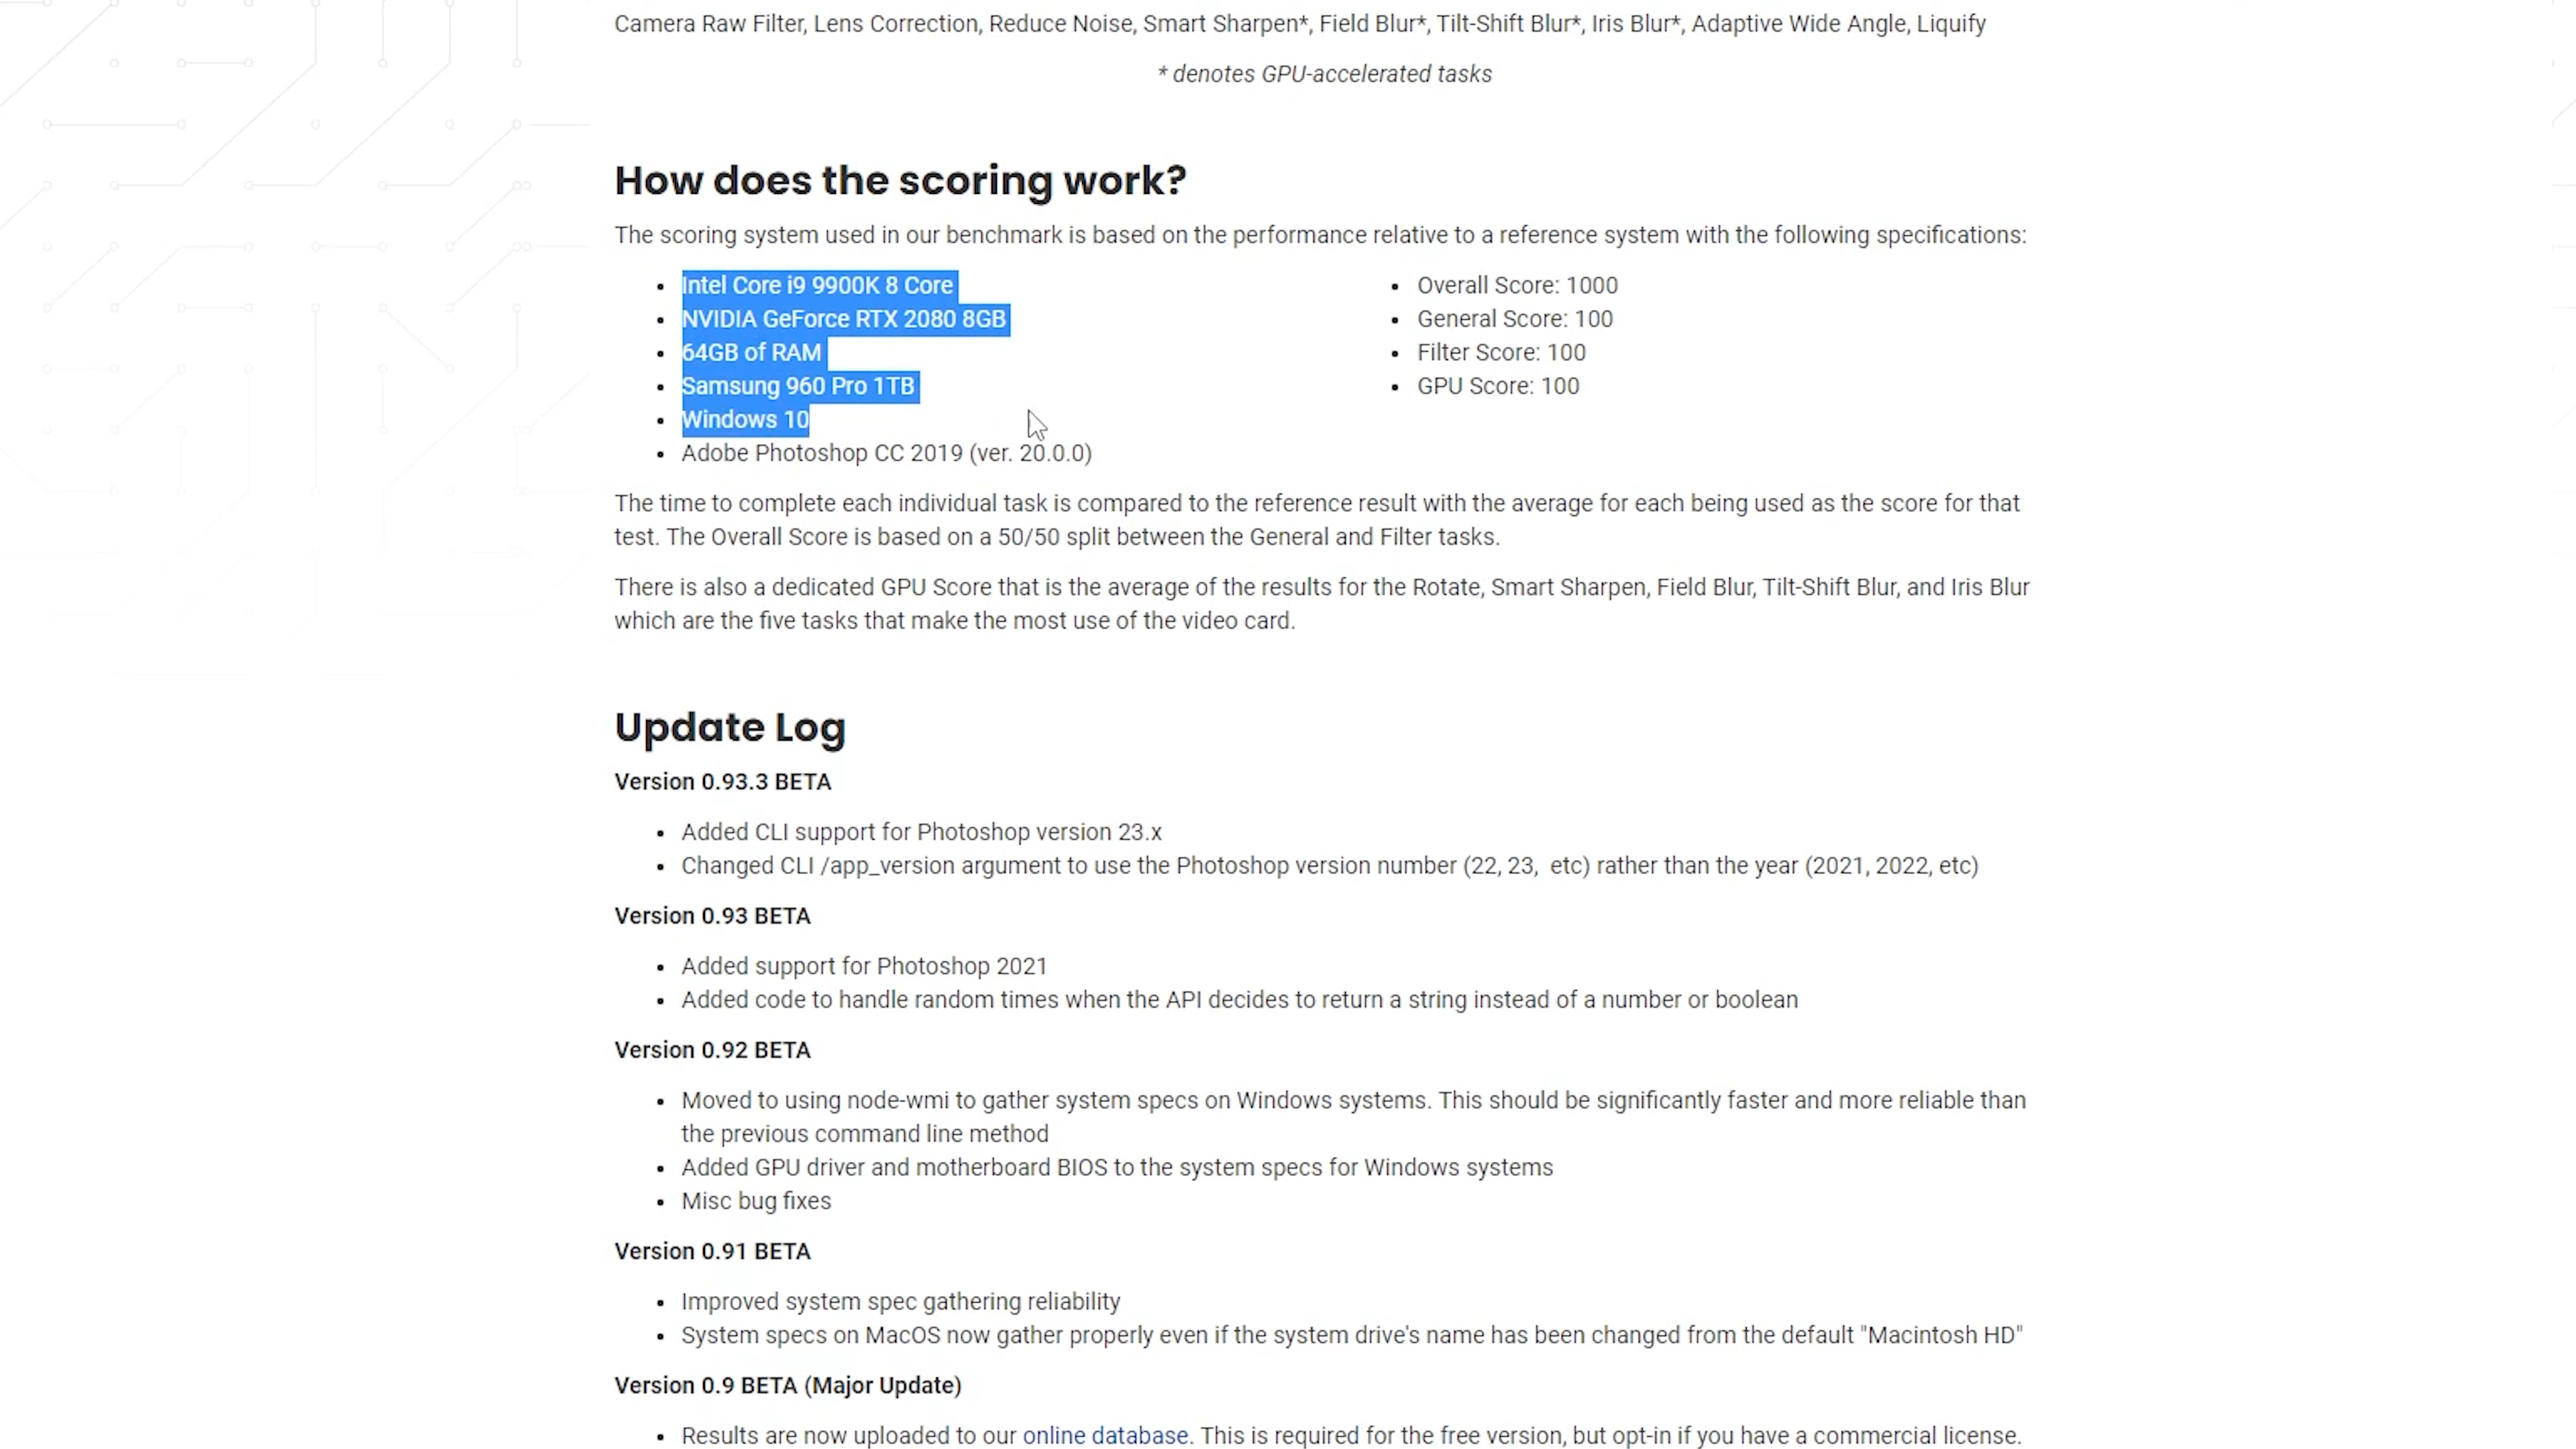 Camera Raw Filter, Lens Correction, Reduce Noise, Smart Sharpen*, Field Blur*, Tilt-Shift Blur*, Iris Blur*, Adaptive Wide Angle, Liquify
* denotes GPU-accelerated tasks
How does the scoring work?
The scoring system used in our benchmark is based on the performance relative to a reference system with the following specifications:
• Intel Core i9 9900K 8 Core
• NVIDIA GeForce RTX 2080 8GB
• 64GB of RAM
• Samsung 960 Pro 1TB
• Windows 10
• Adobe Photoshop CC 2019 (ver. 20.0.0)
• Overall Score: 1000
• General Score: 100
• Filter Score: 100
• GPU Score: 100
The time to complete each individual task is compared to the reference result with the average for each being used as the score for that
test. The Overall Score is based on a 50/50 split between the General and Filter tasks.
There is also a dedicated GPU Score that is the average of the results for the Rotate, Smart Sharpen, Field Blur, Tilt-Shift Blur, and Iris Blur
which are the five tasks that make the most use of the video card.
Update Log
Version 0.93.3 BETA
• Added CLI support for Photoshop version 23.x
• Changed CLI /app_version argument to use the Photoshop version number (22, 23,  etc) rather than the year (2021, 2022, etc)
Version 0.93 BETA
• Added support for Photoshop 2021
• Added code to handle random times when the API decides to return a string instead of a number or boolean
Version 0.92 BETA
• Moved to using node-wmi to gather system specs on Windows systems. This should be significantly faster and more reliable than
the previous command line method
• Added GPU driver and motherboard BIOS to the system specs for Windows systems
• Misc bug fixes
Version 0.91 BETA
• Improved system spec gathering reliability
• System specs on MacOS now gather properly even if the system drive's name has been changed from the default "Macintosh HD"
Version 0.9 BETA (Major Update)
• Results are now uploaded to our online database. This is required for the free version, but opt-in if you have a commercial license.